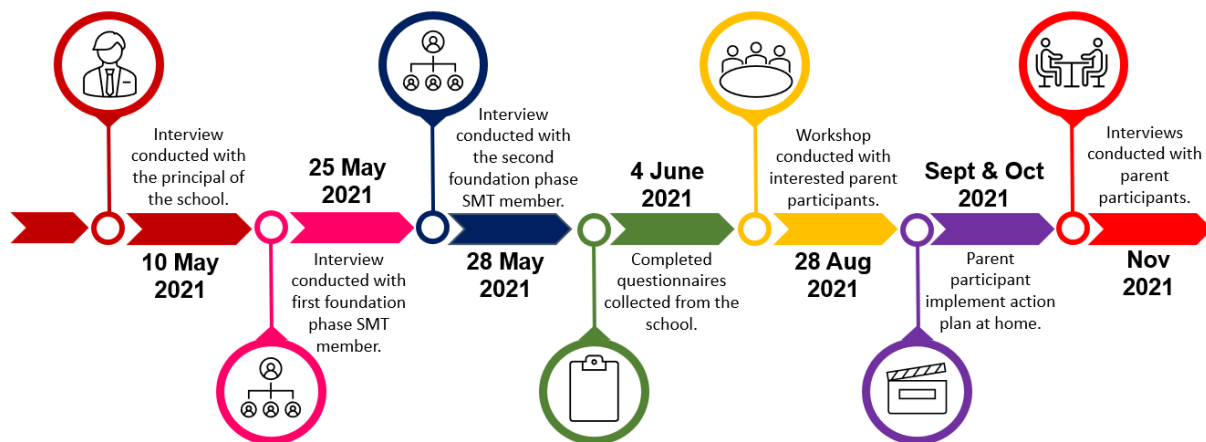 Interview
conducted with
the principal of
the school.
10 May
2021
25 May
2021
Interview
conducted with
first foundation
phase SMT
member.
Interview
conducted with
the second
foundation phase
SMT member.
28 May
2021
4 June
2021
Completed
questionnaires
collected from the
school.
Workshop
conducted with
interested parent
participants.
28 Aug
2021
Sept & Oct
2021
Parent
participant
implement action
plan at home.
Interviews
conducted with
parent
participants.
Nov
2021